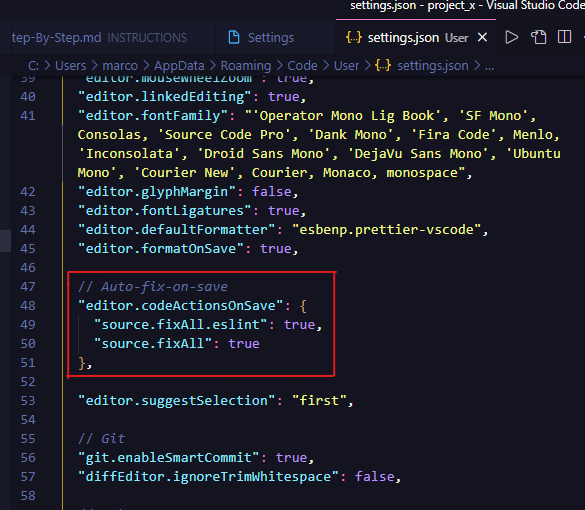 settings.json - project_x - Visual Studio Code
tep-By-Step.md INSTRUCTIONS Settings {..} settings.json User
C: > Users > marco > AppData > Roaming > Code > User > {..} settings.json > ...
39 "editor.mouseWheelZoom": true,
40 "editor.linkedEditing": true,
41 "editor.fontFamily": "'Operator Mono Lig Book', 'SF Mono',
Consolas, 'Source Code Pro', 'Dank Mono', 'Fira Code', Menlo,
'Inconsolata', 'Droid Sans Mono', 'DejaVu Sans Mono', 'Ubuntu
Mono', 'Courier New', Courier, Monaco, monospace",
42 "editor.glyphMargin": false,
43 "editor.fontLigatures": true,
44 "editor.defaultFormatter": "esbenp.prettier-vscode",
45 "editor.formatOnSave": true,
46
47 // Auto-fix-on-save
48 "editor.codeActionsOnSave": {
49 "source.fixAll.eslint": true,
50 "source.fixAll": true
51 },
52
53 "editor.suggestSelection": "first",
54
55 // Git
56 "git.enableSmartCommit": true,
57 "diffEditor.ignoreTrimWhitespace": false,
58